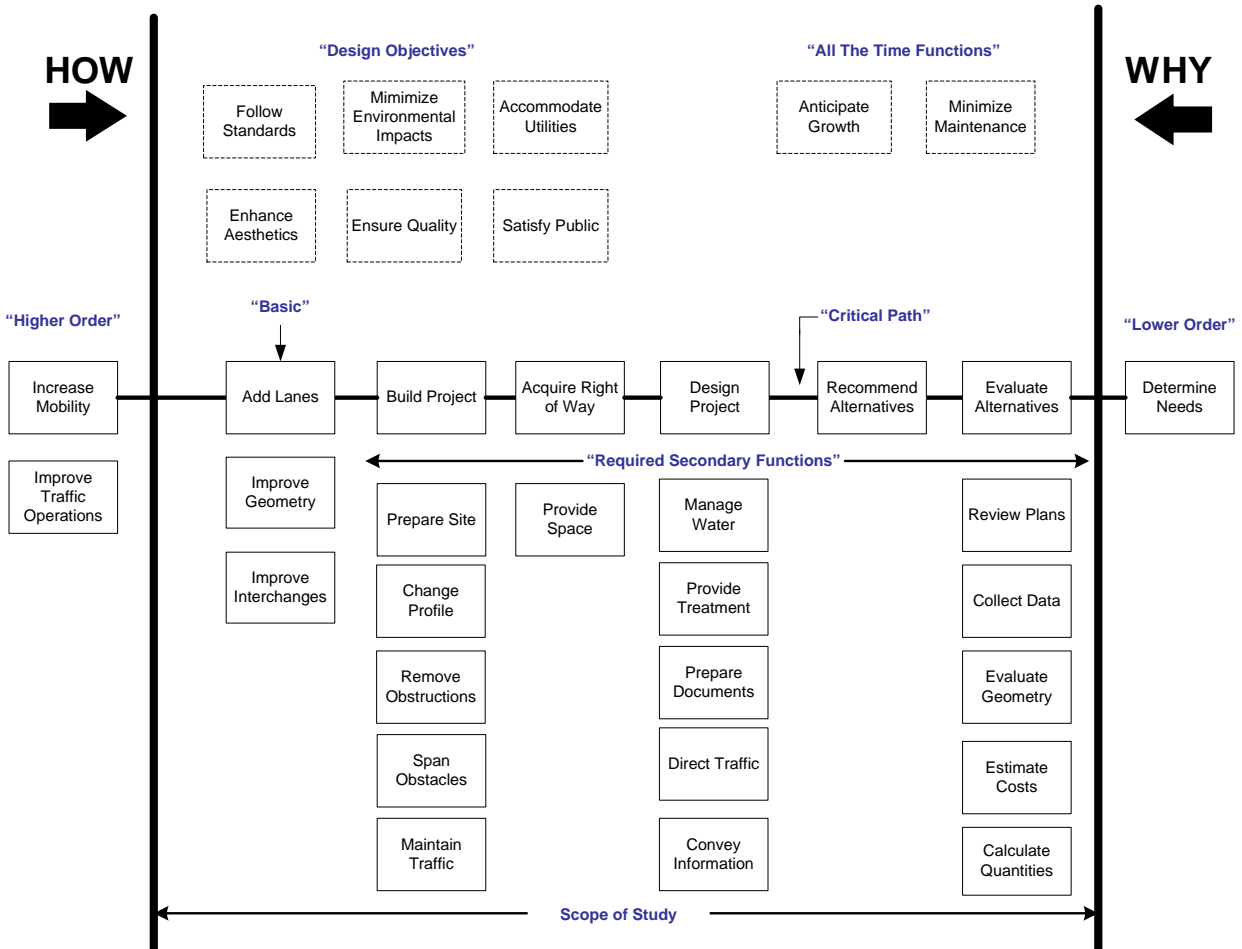 “Design Objectives”
“All The Time Functions”
HOW
WHY
Follow
Standards
Mimimize
Environmental
Impacts
Accommodate
Utilities
Anticipate
Growth
Minimize
Maintenance
Enhance
Aesthetics
Ensure Quality
Satisfy Public
“Higher Order”
“Basic”
“Critical Path”
“Lower Order”
Increase
Mobility
Add Lanes
Build Project
Acquire Right
of Way
Design
Project
Recommend
Alternatives
Evaluate
Alternatives
Determine
Needs
“Required Secondary Functions”
Improve
Traffic
Operations
Improve
Geometry
Prepare Site
Provide
Space
Manage
Water
Review Plans
Improve
Interchanges
Change
Profile
Provide
Treatment
Collect Data
Remove
Obstructions
Prepare
Documents
Evaluate
Geometry
Span
Obstacles
Direct Traffic
Estimate
Costs
Maintain
Traffic
Convey
Information
Calculate
Quantities
Scope of Study